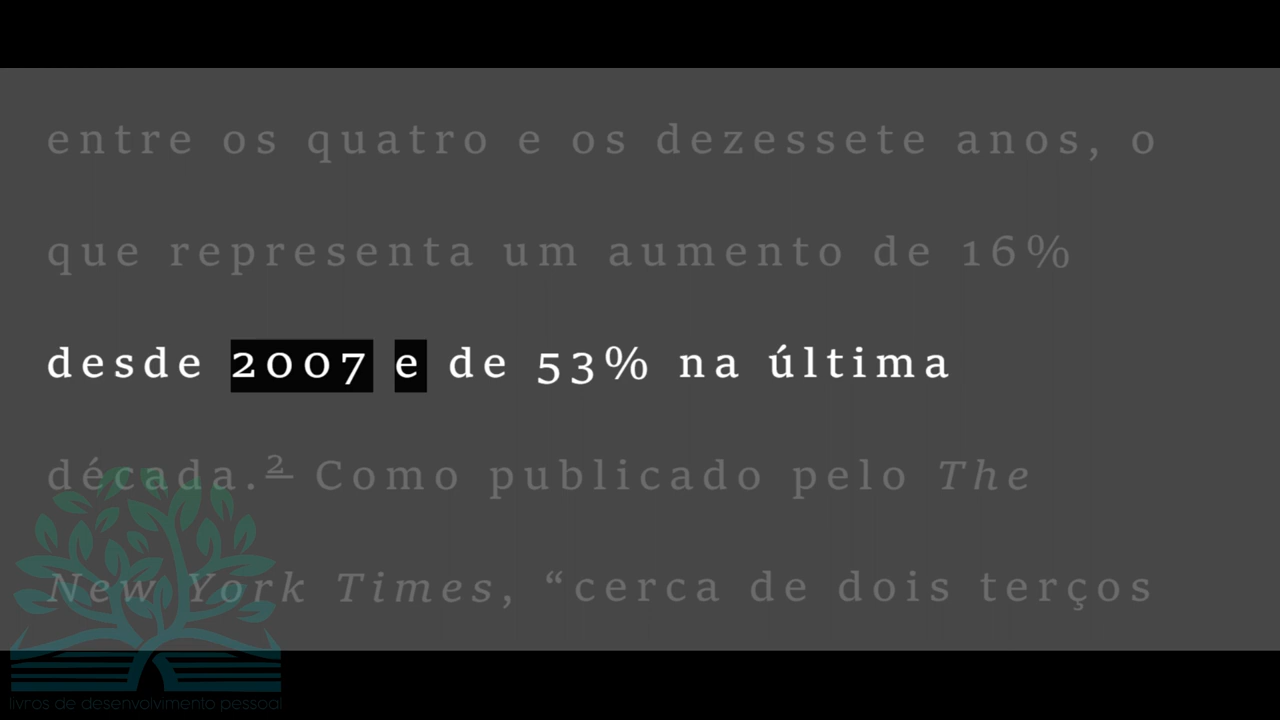 entre os quatro e os dezessete anos, o
que representa um aumento de 16%
desde 2007 e de 53% na última
década.2 Como publicado pelo The
New York Times, “cerca de dois terços
livros de desenvolvimento pessoal